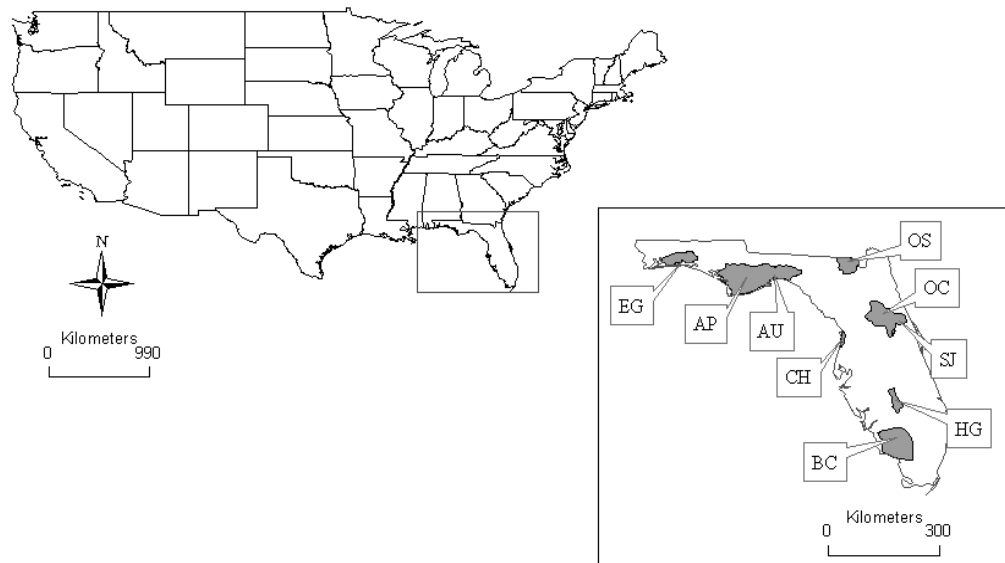 N
Kilometers
0 990
OS
OC
EG
AP
AU
SJ
CH
HG
BC
Kilometers
0 300